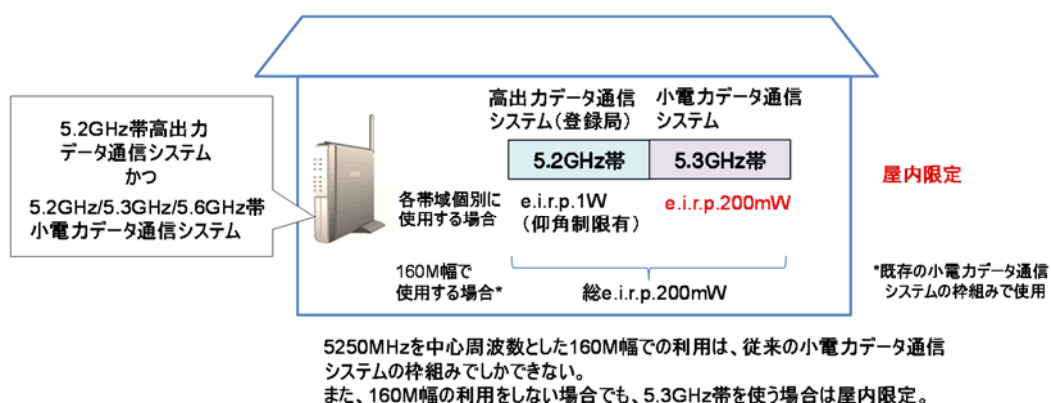 5.2GHz帯高出力
データ通信システム
かつ
5.2GHz/5.3GHz/5.6GHz帯
小電力データ通信システム
高出力データ通信
システム（登録局）
小電力データ通信
システム
5.2GHz帯
5.3GHz帯
各帯域個別に
使用する場合
e.i.r.p.1W
（仰角制限有）
e.i.r.p.200mW
屋内限定
160M幅で
使用する場合*
総e.i.r.p.200mW
*既存の小電力データ通信
システムの枠組みで使用
5250MHzを中心周波数とした160M幅での利用は、従来の小電力データ通信
システムの枠組みでしかできない。
また、160M幅の利用をしない場合でも、5.3GHz帯を使う場合は屋内限定。